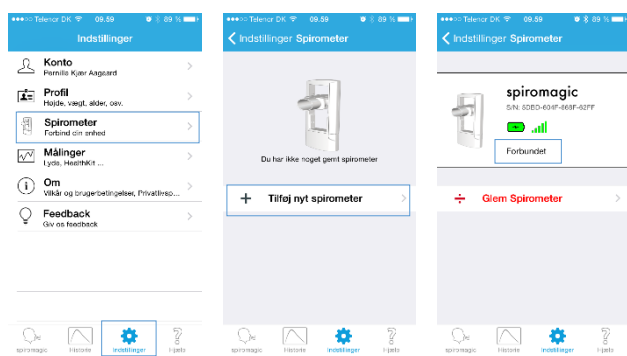 Telenor DK 09.59 89 %
Indstillinger
Konto
Pernille Kjær Aagaard
Profil
Højde, vægt, alder, osv.
Spirometer
Forbind din enhed
Målinger
Lyde, HealthKit ...
Om
Vilkår og brugerbetingelser, Privatlivsp...
Feedback
Giv os feedback
spiromagic Historie Indstillinger Hjælp
Telenor DK 09.59 89 %
Indstillinger Spirometer
Du har ikke noget gemt spirometer
+ Tilføj nyt spirometer
spiromagic Historie Indstillinger Hjælp
Telenor DK 09.59 89 %
Indstillinger Spirometer
spiromagic
Forbundet
Glem Spirometer
spiromagic Historie Indstillinger Hjælp